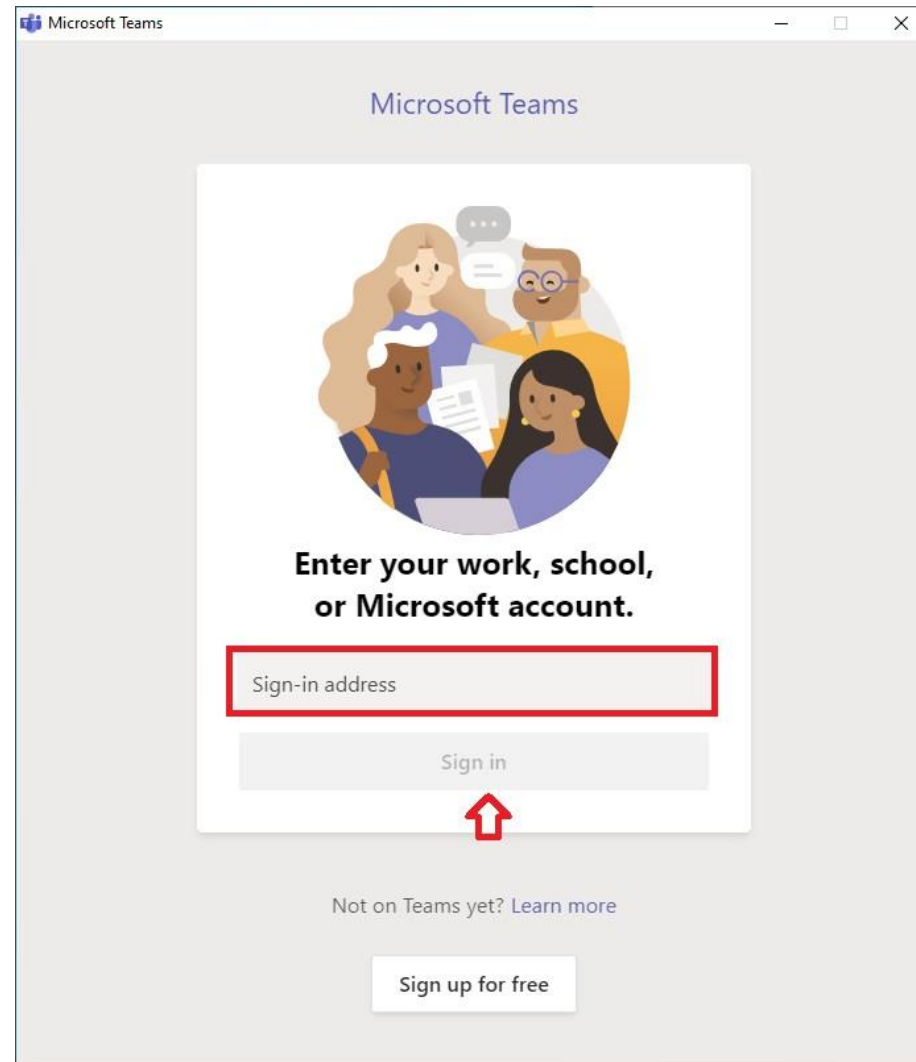 Microsoft Teams
Microsoft Teams
Enter your work, school,
or Microsoft account.
Sign-in address
Sign in
Not on Teams yet? Learn more
Sign up for free